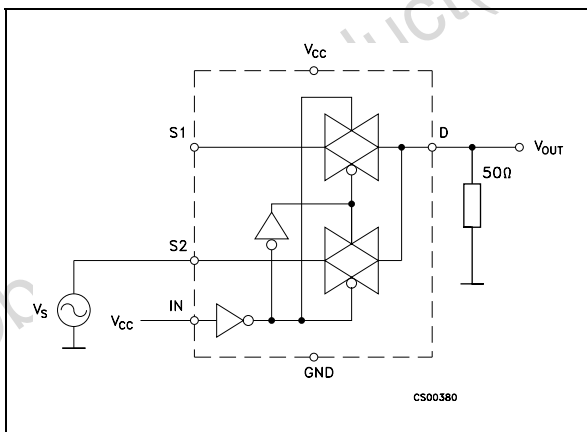 VCC
S1
D
VOUT
50Ω
S2
VS
VCC
IN
GND
CS00380